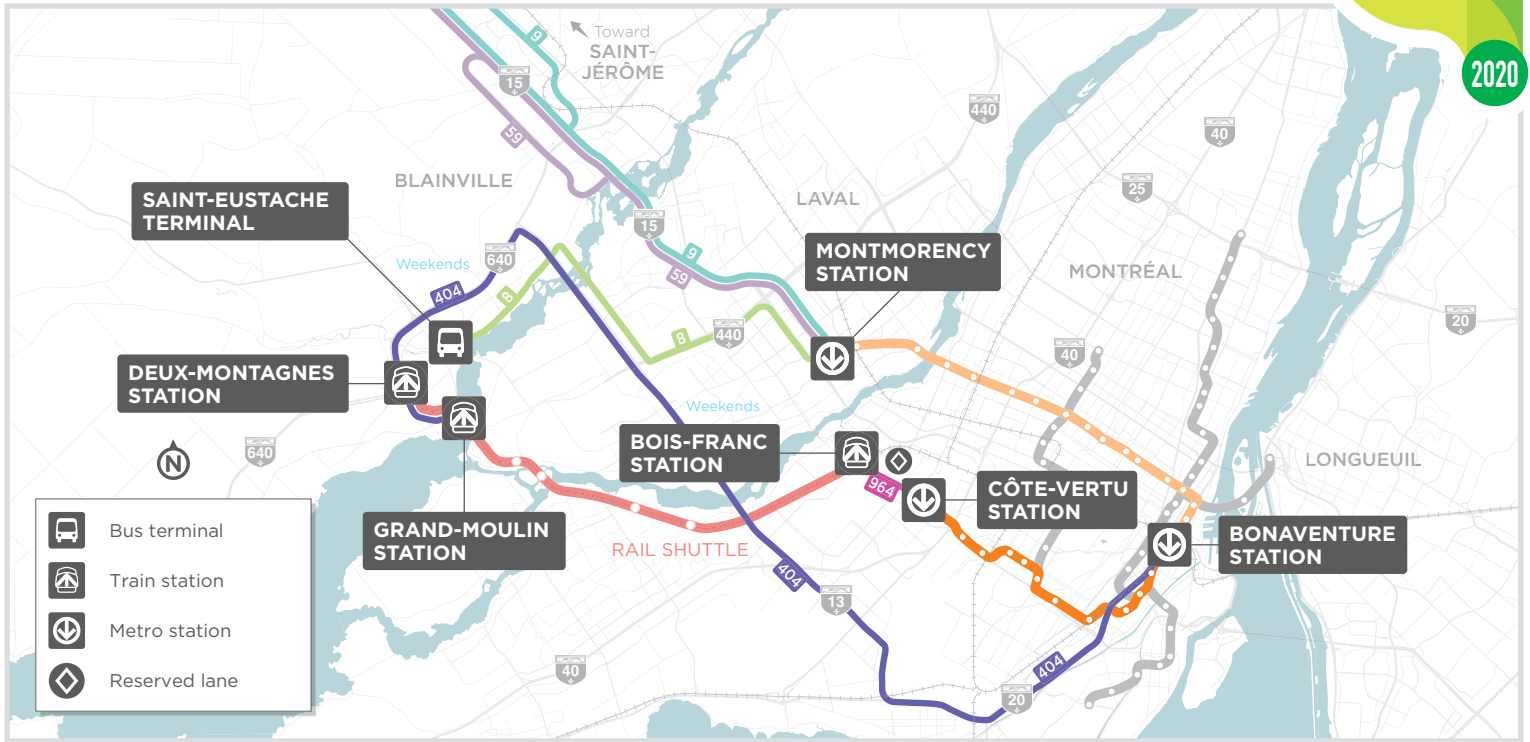 2020
9
Toward
SAINT-
JÉRÔME
15
440
40
59
BLAINVILLE
25
SAINT-EUSTACHE
TERMINAL
LAVAL
15
640
Weekends
9
59
MONTMORENCY
STATION
MONTRÉAL
404
8
8
440
20
40
DEUX-MONTAGNES
STATION
Weekends
640
N
BOIS-FRANC
STATION
964
CÔTE-VERTU
STATION
LONGUEUIL
GRAND-MOULIN
STATION
RAIL SHUTTLE
BONAVENTURE
STATION
404
13
40
404
20
Bus terminal
Train station
Metro station
Reserved lane